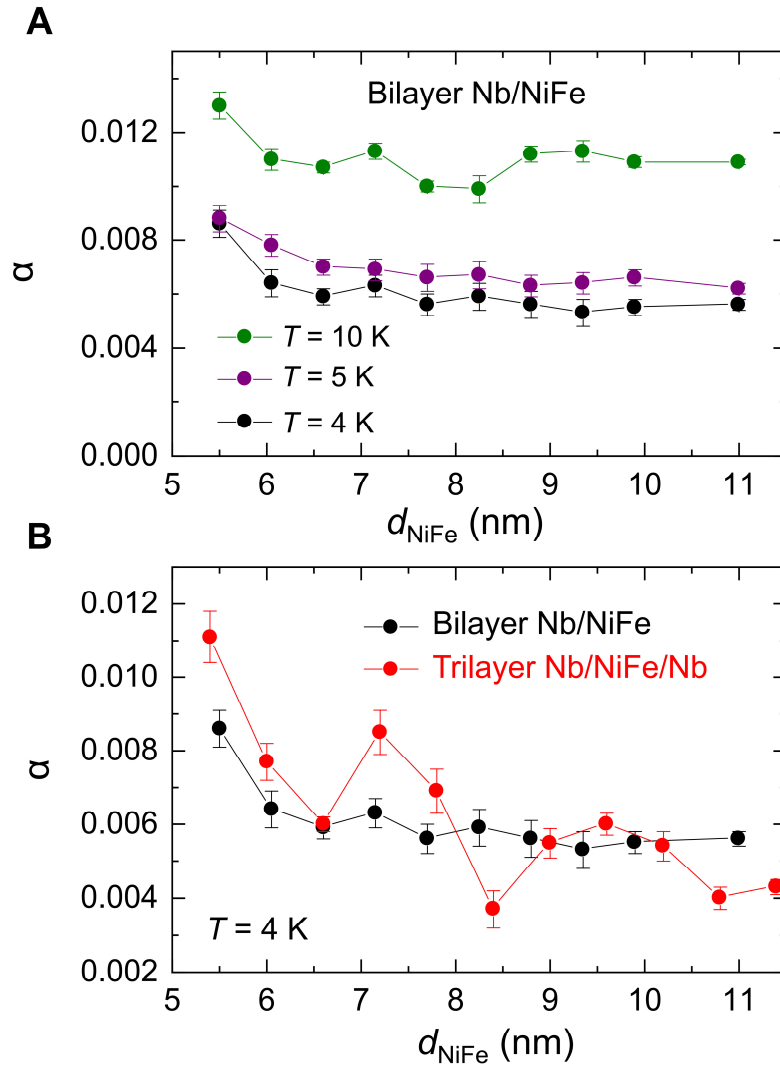 A
Bilayer Nb/NiFe
0.012
0.008
0.004
0.000
α
T = 10 K
T = 5 K
T = 4 K
5 6 7 8 9 10 11
dNiFe (nm)
B
0.012
0.010
0.008
0.006
0.004
0.002
α
Bilayer Nb/NiFe
Trilayer Nb/NiFe/Nb
T = 4 K
5 6 7 8 9 10 11
dNiFe (nm)